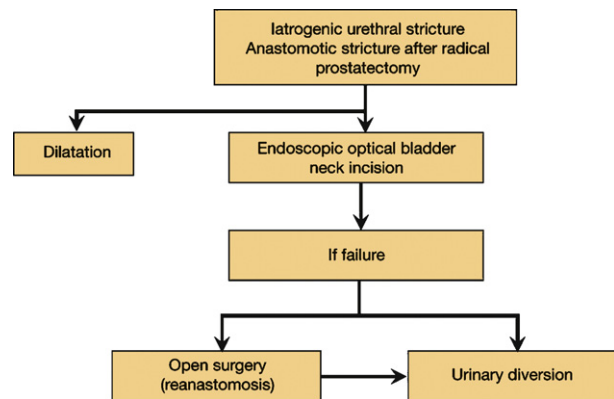 Iatrogenic urethral stricture
Anastomotic stricture after radical
prostatectomy
Dilatation
Endoscopic optical bladder
neck incision
If failure
Open surgery
(reanastomosis)
Urinary diversion